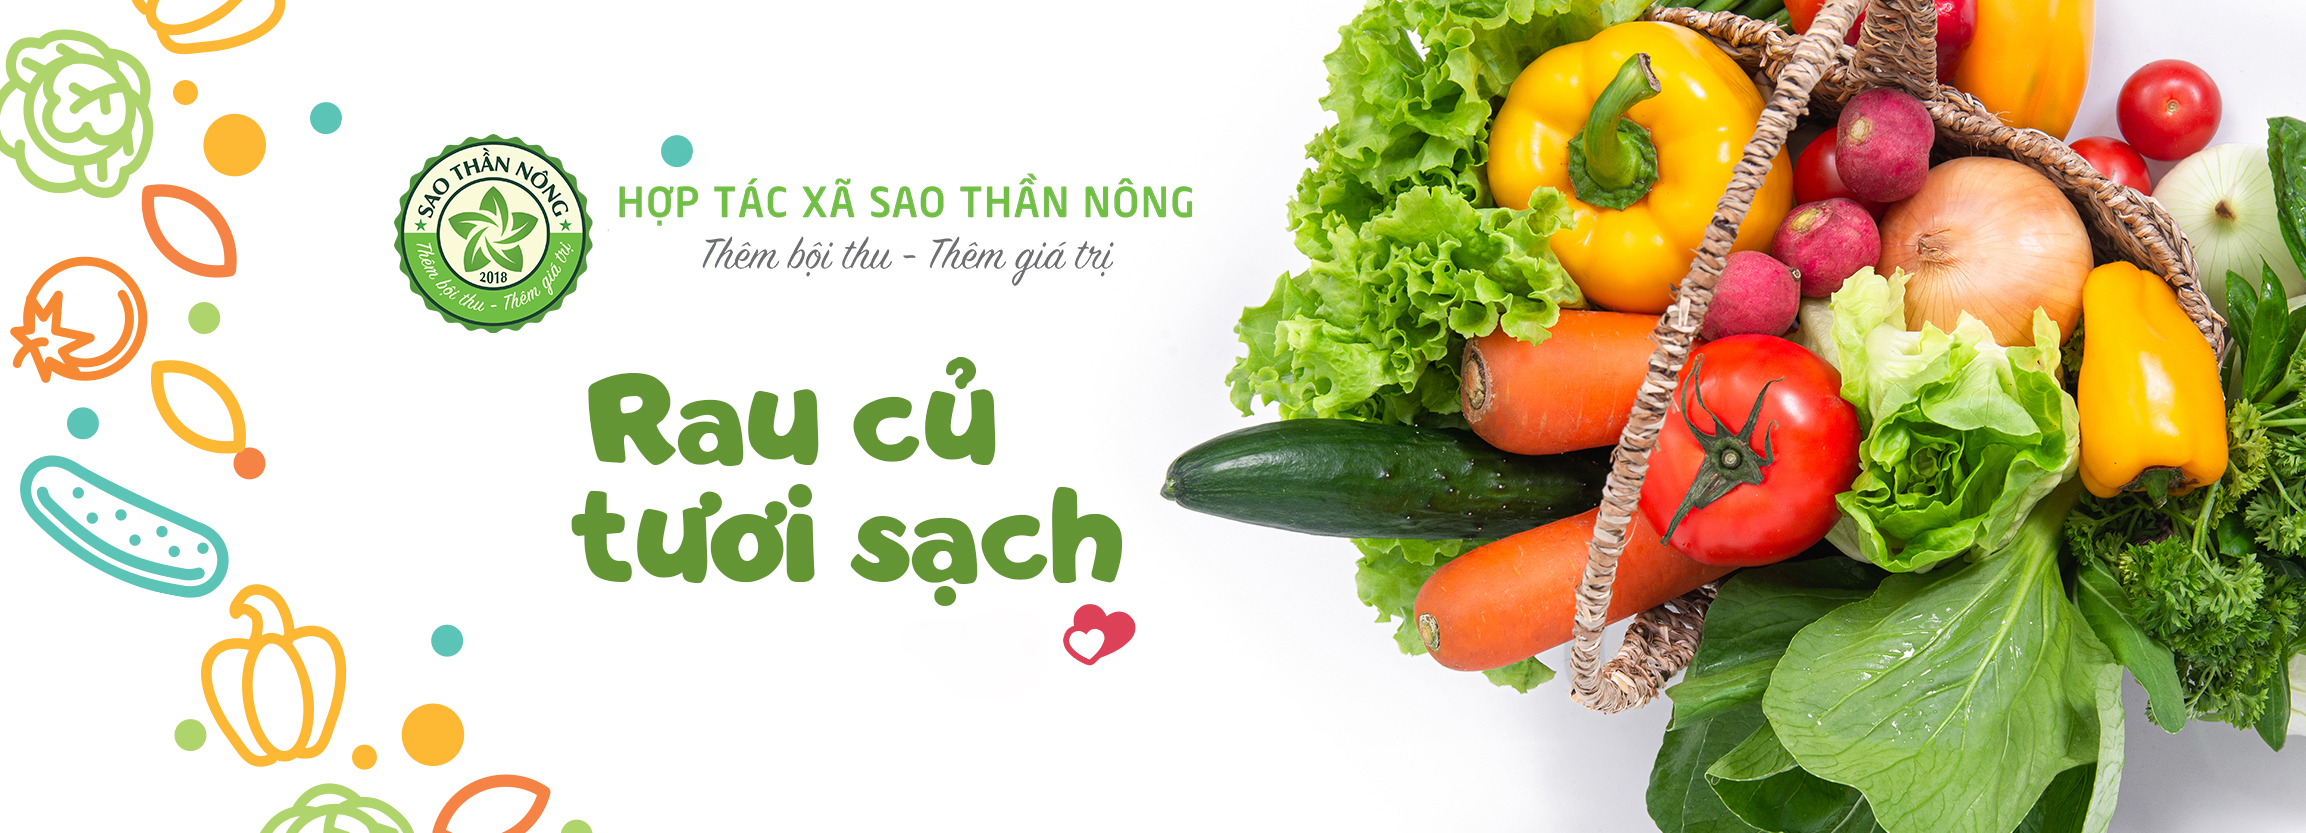 SAO THẦN NÔNG
2018
Thêm bội thu - Thêm giá trị
HỢP TÁC XÃ SAO THẦN NÔNG
Thêm bội thu - Thêm giá trị
Rau củ
tươi sạch